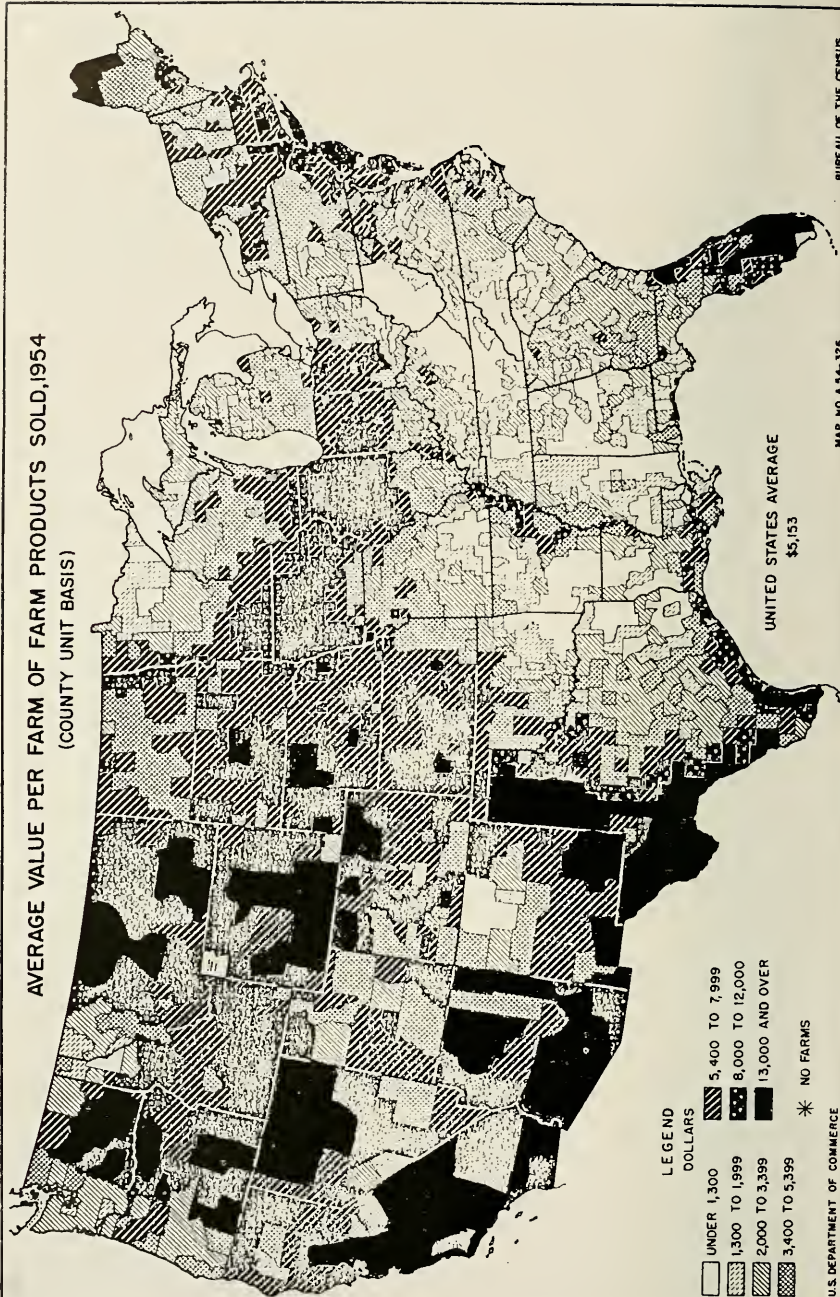 AVERAGE VALUE PER FARM OF FARM PRODUCTS SOLD, 1954
(COUNTY UNIT BASIS)
UNITED STATES AVERAGE
$5,153
LEGEND
DOLLARS
UNDER 1,300
1,300 TO 1,999
2,000 TO 3,399
3,400 TO 5,399
5,400 TO 7,999
8,000 TO 12,000
13,000 AND OVER
✳ NO FARMS
U.S. DEPARTMENT OF COMMERCE
MAP NO. A54-
BUREAU OF THE CENSUS